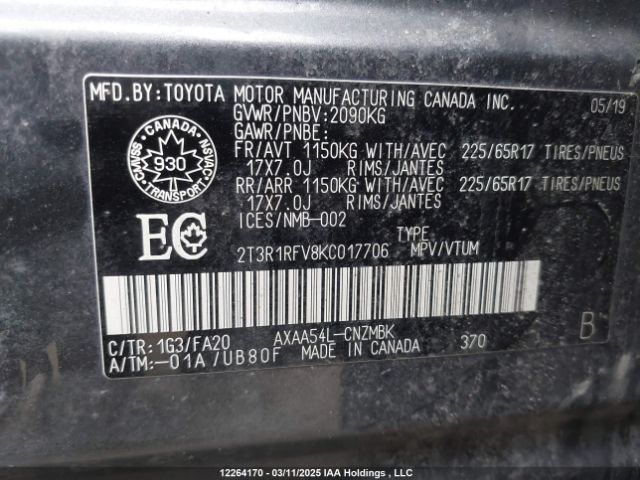 MFD.BY:TOYOTA MOTOR MANUFACTURING CANADA INC. 05/19
GVWR/PNBV:2090KG
GAWR/PNBE:
FR/AVT 1150KG WITH/AVEC 225/65R17 TIRES/PNEUS
17X7.0J RIMS/JANTES
RR/ARR 1150KG WITH/AVEC 225/65R17 TIRES/PNEUS
17X7.0J RIMS/JANTES
ICES/NMB-002
CANADA
930
TRANSPORT
SVMAC
NSVAC
EC
TYPE
2T3R1RFV8KC017706 MPV/VTUM
B
C/TR:1G3/FA20 AXAA54L-CNZMBK
A/TM:-01A/UB80F MADE IN CANADA 370
12264170 - 03/11/2025 IAA Holdings , LLC